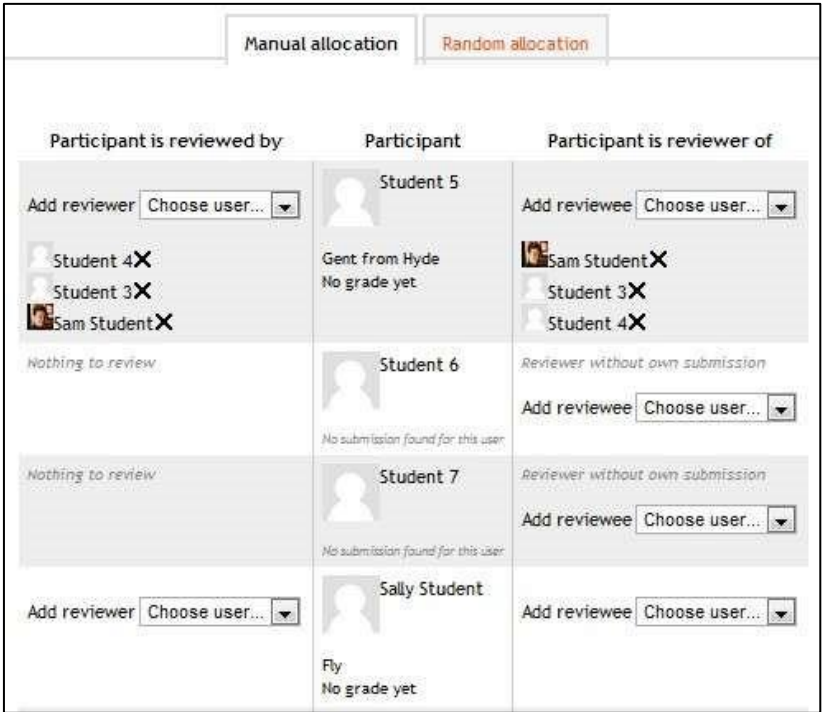 Manual allocation
Random allocation
Participant is reviewed by
Participant
Participant is reviewer of
Add reviewer Choose user...
Student 4
Student 3
Sam Student
Student 5
Gent from Hyde
No grade yet
Add reviewee Choose user...
Sam Student
Student 3
Student 4
Nothing to review
Student 6
No submission found for this user
Reviewer without own submission
Add reviewee Choose user...
Nothing to review
Student 7
No submission found for this user
Reviewer without own submission
Add reviewee Choose user...
Add reviewer Choose user...
Sally Student
Fly
No grade yet
Add reviewee Choose user...